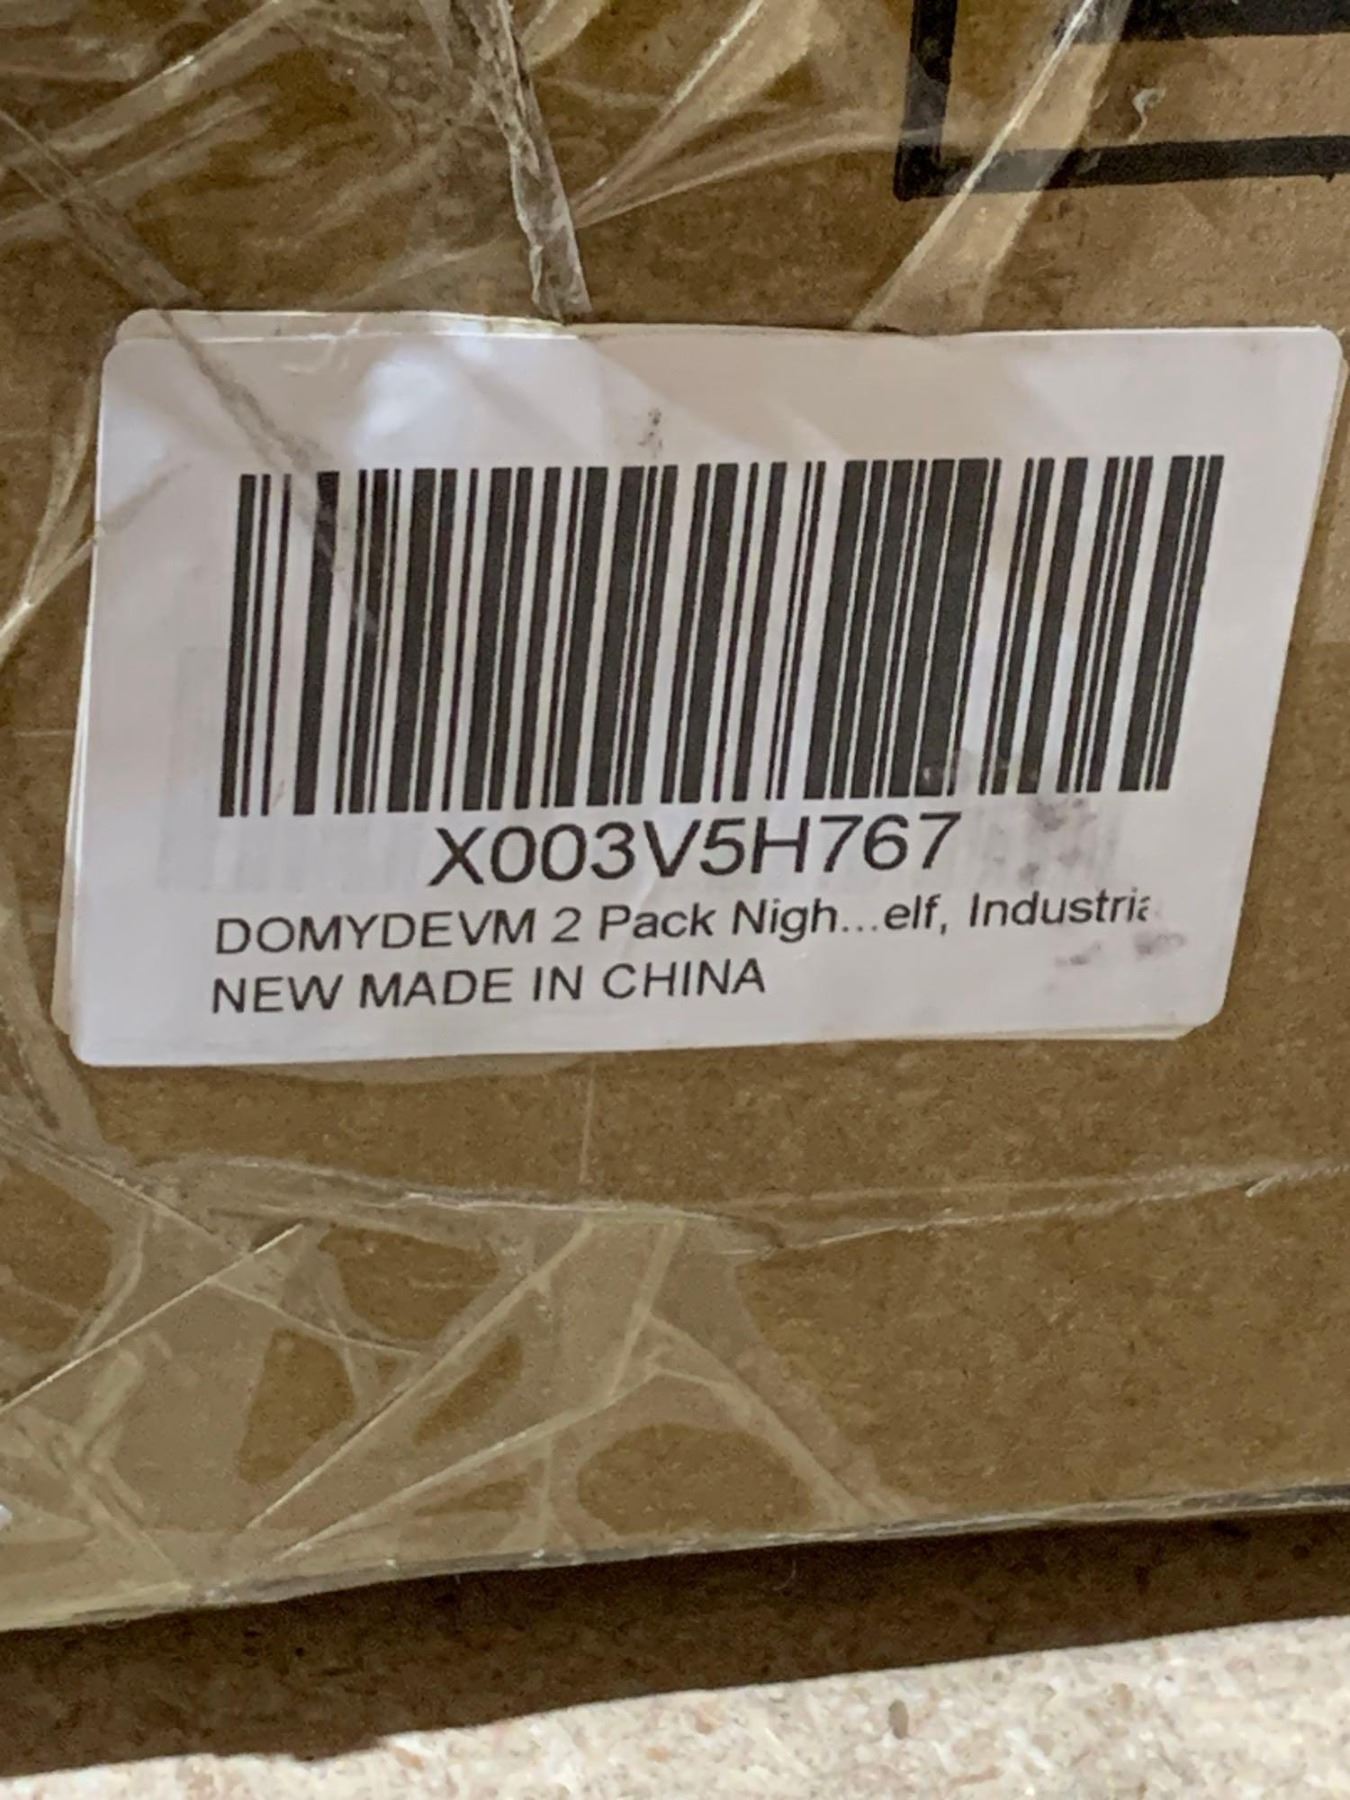 X003V5H767
DOMYDEVM 2 Pack Nigh...elf, Industria
NEW MADE IN CHINA